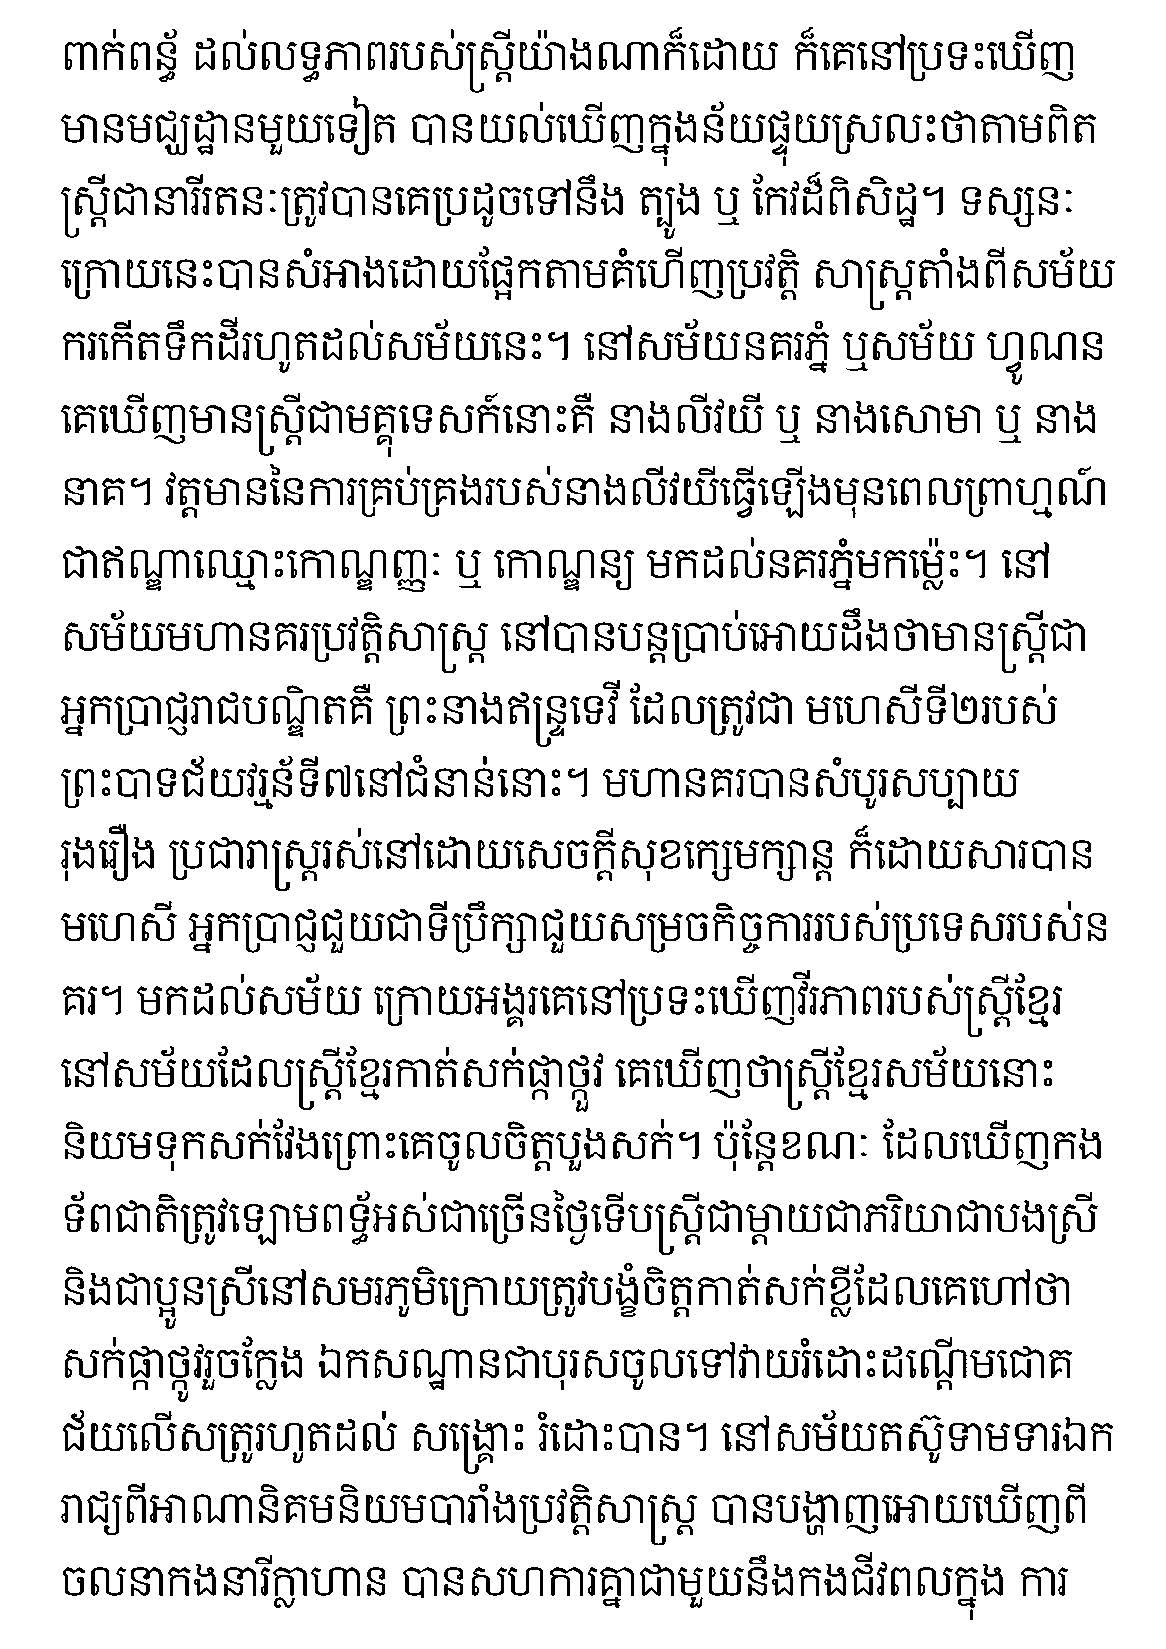 ពាក់ពន្ធ័ ដល់លទ្ធភាពរបស់ស្ត្រីយ៉ាងណាក៏ដោយ ក៏គេនៅប្រទះឃើញ
មានមជ្ឈដ្ឋានមួយទៀត បានយល់ឃើញក្នុងន័យផ្ទុយស្រលះថាតាមពិត
ស្ត្រីជានារីរតនៈត្រូវបានគេប្រដូចទៅនឹង ត្បូង ឬ កែវដ៏ពិសិដ្ឋ។ ទស្សនៈ
ក្រោយនេះបានសំអាងដោយផ្អែកតាមគំហើញប្រវត្តិ សាស្ត្រតាំងពីសម័យ
ករកើតទឹកដីរហូតដល់សម័យនេះ។ នៅសម័យនគរភ្នំ ឬសម័យ ហ្វូណន
គេឃើញមានស្ត្រីជាមគ្គុទេសក៍នោះគឺ នាងលីវយី ឬ នាងសោមា ឬ នាង
នាគ។ វត្តមាននៃការគ្រប់គ្រងរបស់នាងលីវយីធ្វើឡើងមុនពេលព្រាហ្មណ៍
ជាឥណ្ឌាឈ្មោះកោណ្ឌញ្ញៈ ឬ កោណ្ឌន្យ មកដល់នគរភ្នំមកម៉្លេះ។ នៅ
សម័យមហានគរប្រវត្តិសាស្ត្រ នៅបានបន្តប្រាប់អោយដឹងថាមានស្ត្រីជា
អ្នកប្រាជ្ញរាជបណ្ឌិតគឺ ព្រះនាងឥន្ទ្រទេវី ដែលត្រូវជា មហេសីទី២របស់
ព្រះបាទជ័យវរ្មន័ទី៧នៅជំនាន់នោះ។ មហានគរបានសំបូរសប្បាយ
រុងរឿង ប្រជារាស្ត្ររស់នៅដោយសេចក្តីសុខក្សេមក្សាន្ត ក៏ដោយសារបាន
មហេសី អ្នកប្រាជ្ញជួយជាទីប្រឹក្សាជួយសម្រេចកិច្ចការរបស់ប្រទេសរបស់ន
គរ។ មកដល់សម័យ ក្រោយអង្គរគេនៅប្រទះឃើញវីរភាពរបស់ស្ត្រីខ្មែរ
នៅសម័យដែលស្ត្រីខ្មែរកាត់សក់ផ្កាថ្កូវ គេឃើញថាស្ត្រីខ្មែរសម័យនោះ
និយមទុកសក់វែងព្រោះគេចូលចិត្តបួងសក់។ ប៉ុន្តែខណៈ ដែលឃើញកង
ទ័ពជាតិត្រូវឡោមពទ្ធ័អស់ជាច្រើនថ្ងៃទើបស្ត្រីជាម្តាយជាភរិយាជាបងស្រី
និងជាប្អូនស្រីនៅសមរភូមិក្រោយត្រូវបង្ខំចិត្តកាត់សក់ខ្លីដែលគេហៅថា
សក់ផ្កាថ្កូវរួចក្លែង ឯកសណ្ឋានជាបុរសចូលទៅវាយរំដោះដណ្តើមជោគ
ជ័យលើសត្រូរហូតដល់ សង្គ្រោះ រំដោះបាន។ នៅសម័យតស៊ូទាមទារឯក
រាជ្យពីអាណានិគមនិយមបារាំងប្រវត្តិសាស្ត្រ បានបង្ហាញអោយឃើញពី
ចលនាកងនារីក្លាហាន បានសហការគ្នាជាមួយនឹងកងជីវពលក្នុង ការ